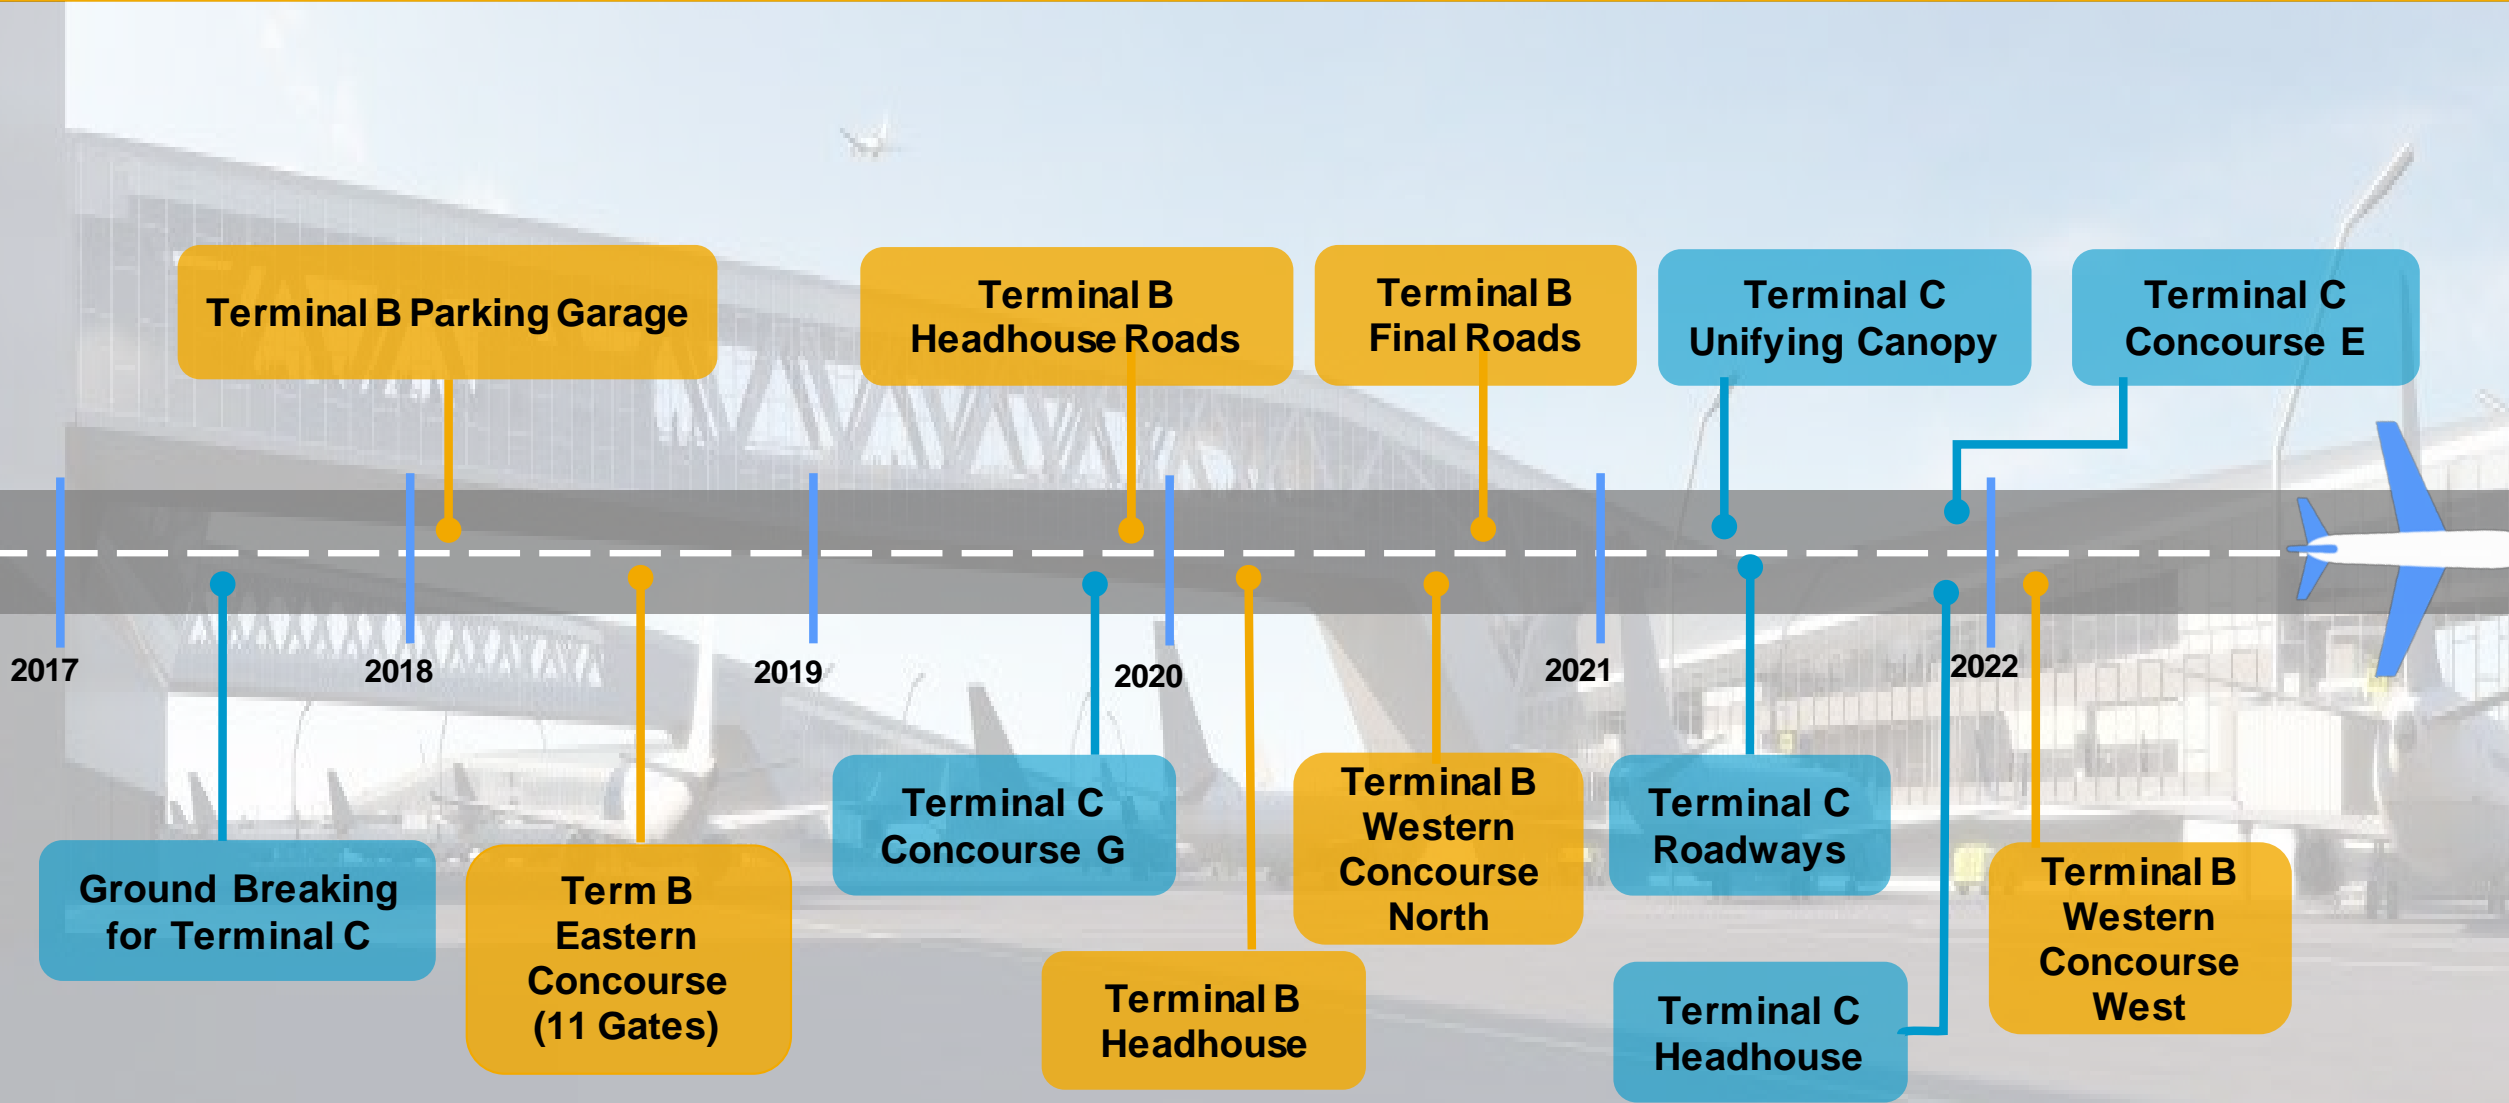 Terminal B Parking Garage
Terminal B
Headhouse Roads
Terminal B
Final Roads
Terminal C
Unifying Canopy
Terminal C
Concourse E
2017
2018
2019
2020
2021
2022
Ground Breaking
for Terminal C
Term B
Eastern
Concourse
(11 Gates)
Terminal C
Concourse G
Terminal B
Headhouse
Terminal B
Western
Concourse
North
Terminal C
Roadways
Terminal C
Headhouse
Terminal B
Western
Concourse
West